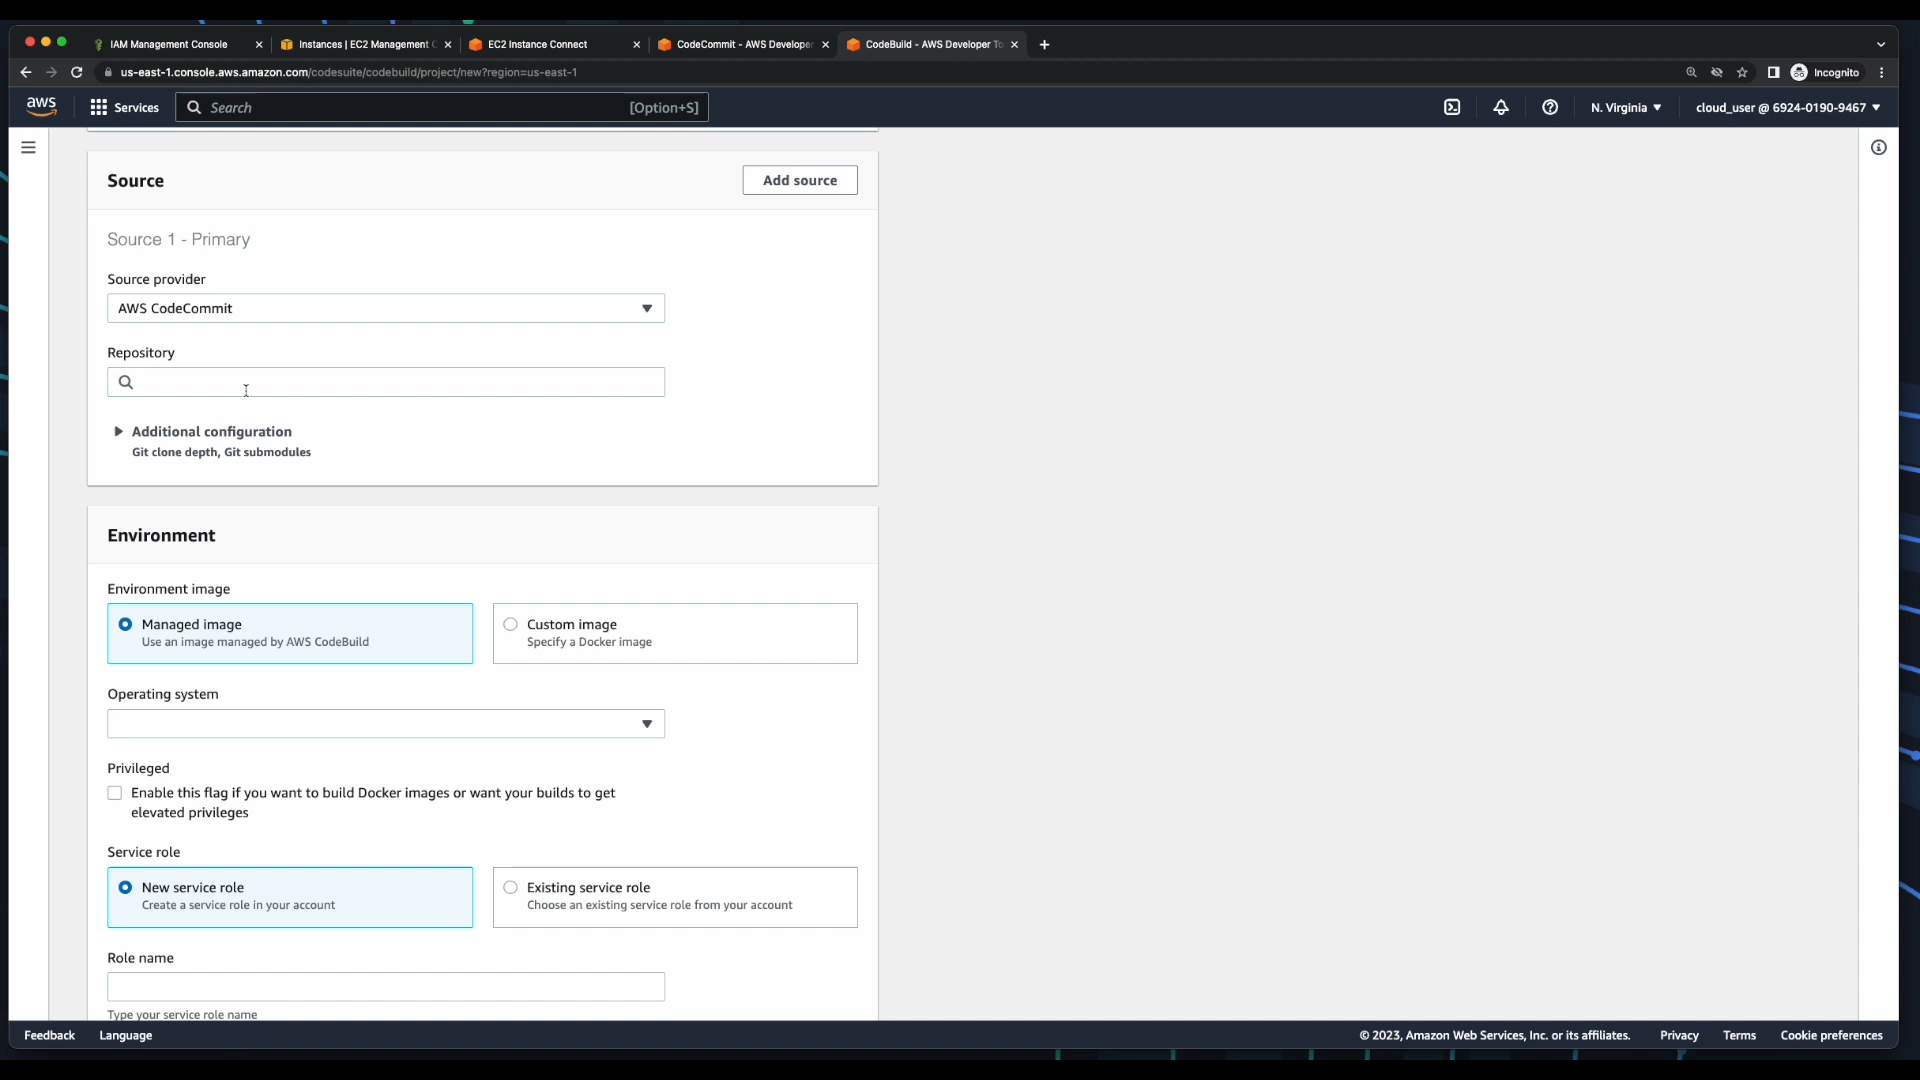 IAM Management Console
Instances | EC2 Management C
EC2 Instance Connect
CodeCommit - AWS Developer
CodeBuild - AWS Developer To
us-east-1.console.aws.amazon.com/codesuite/codebuild/project/new?region=us-east-1
Incognito
aws
Services
Search
[Option+S]
N. Virginia
cloud_user @ 6924-0190-9467
Source
Add source
Source 1 - Primary
Source provider
AWS CodeCommit
Repository
Additional configuration
Git clone depth, Git submodules
Environment
Environment image
Managed image
Use an image managed by AWS CodeBuild
Custom image
Specify a Docker image
Operating system
Privileged
Enable this flag if you want to build Docker images or want your builds to get
elevated privileges
Service role
New service role
Create a service role in your account
Existing service role
Choose an existing service role from your account
Role name
Type your service role name
Feedback
Language
© 2023, Amazon Web Services, Inc. or its affiliates.
Privacy
Terms
Cookie preferences